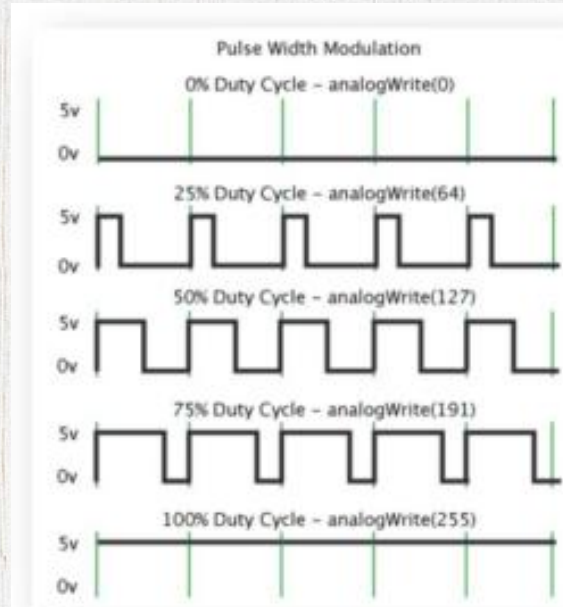 Pulse Width Modulation
0% Duty Cycle – analogWrite(0)
5v
0v
25% Duty Cycle – analogWrite(64)
5v
0v
50% Duty Cycle – analogWrite(127)
5v
0v
75% Duty Cycle – analogWrite(191)
5v
0v
100% Duty Cycle – analogWrite(255)
5v
0v